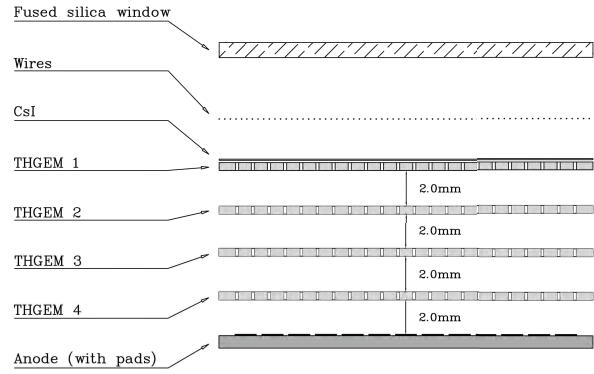 Fused silica window
Wires
CsI
THGEM 1
2.0mm
THGEM 2
2.0mm
THGEM 3
2.0mm
THGEM 4
2.0mm
Anode (with pads)